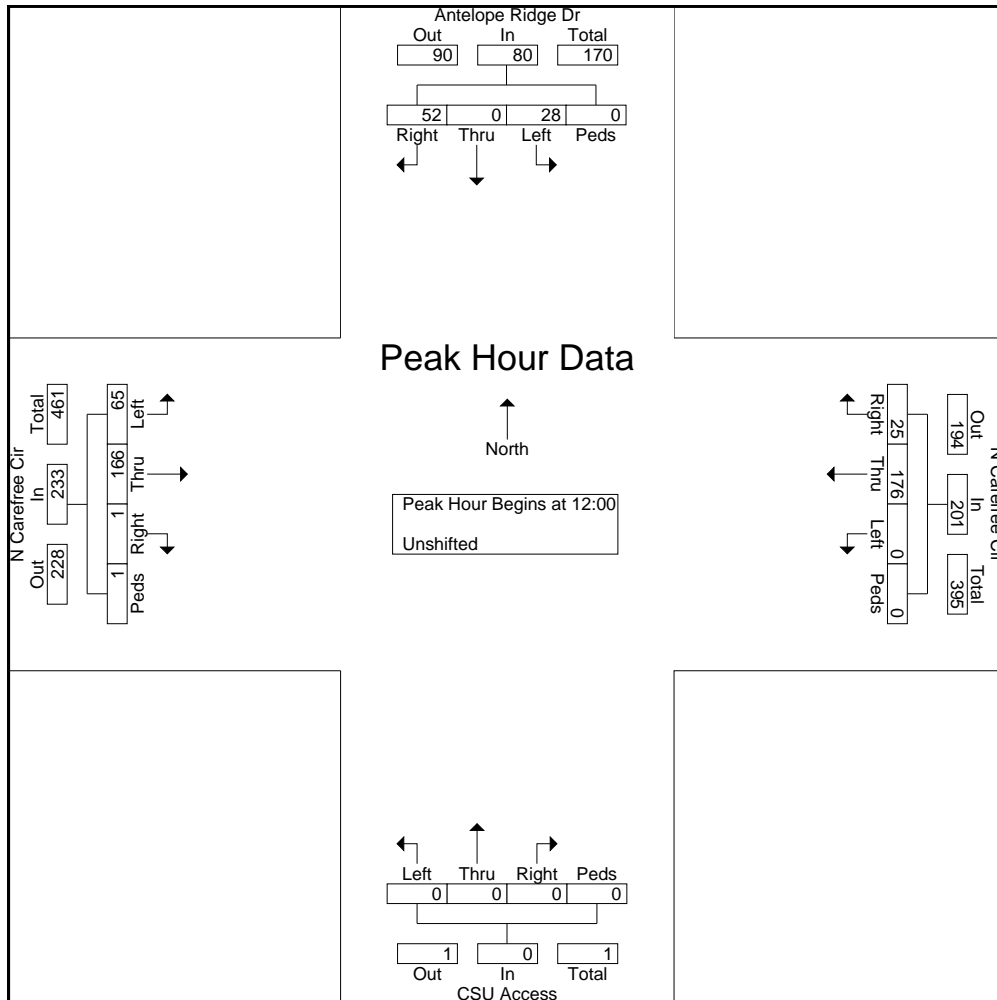 Antelope Ridge Dr
Out In Total
90 80 170
52 0 28 0
Right Thru Left Peds
Peak Hour Data
North
Peak Hour Begins at 12:00
Unshifted
N Carefree Cir
Out In Total
228 233 461
Left Thru Right Peds
65 166 1 1
N Carefree Cir
Out In Total
194 201 395
Right Thru Left Peds
25 176 0 0
Left Thru Right Peds
0 0 0 0
1 0 1
Out In Total
CSU Access